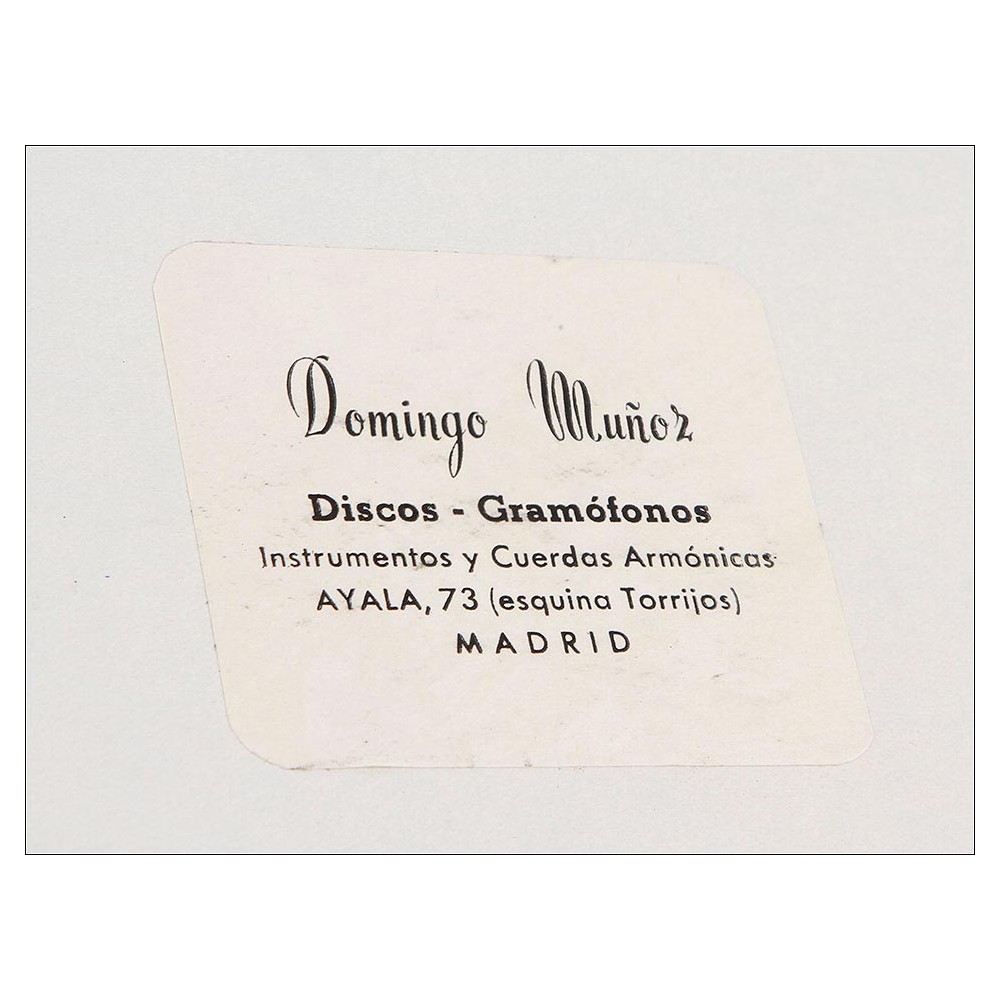 Domingo Muñoz
Discos - Gramófonos
Instrumentos y Cuerdas Armónicas
AYALA, 73 (esquina Torrijos)
MADRID